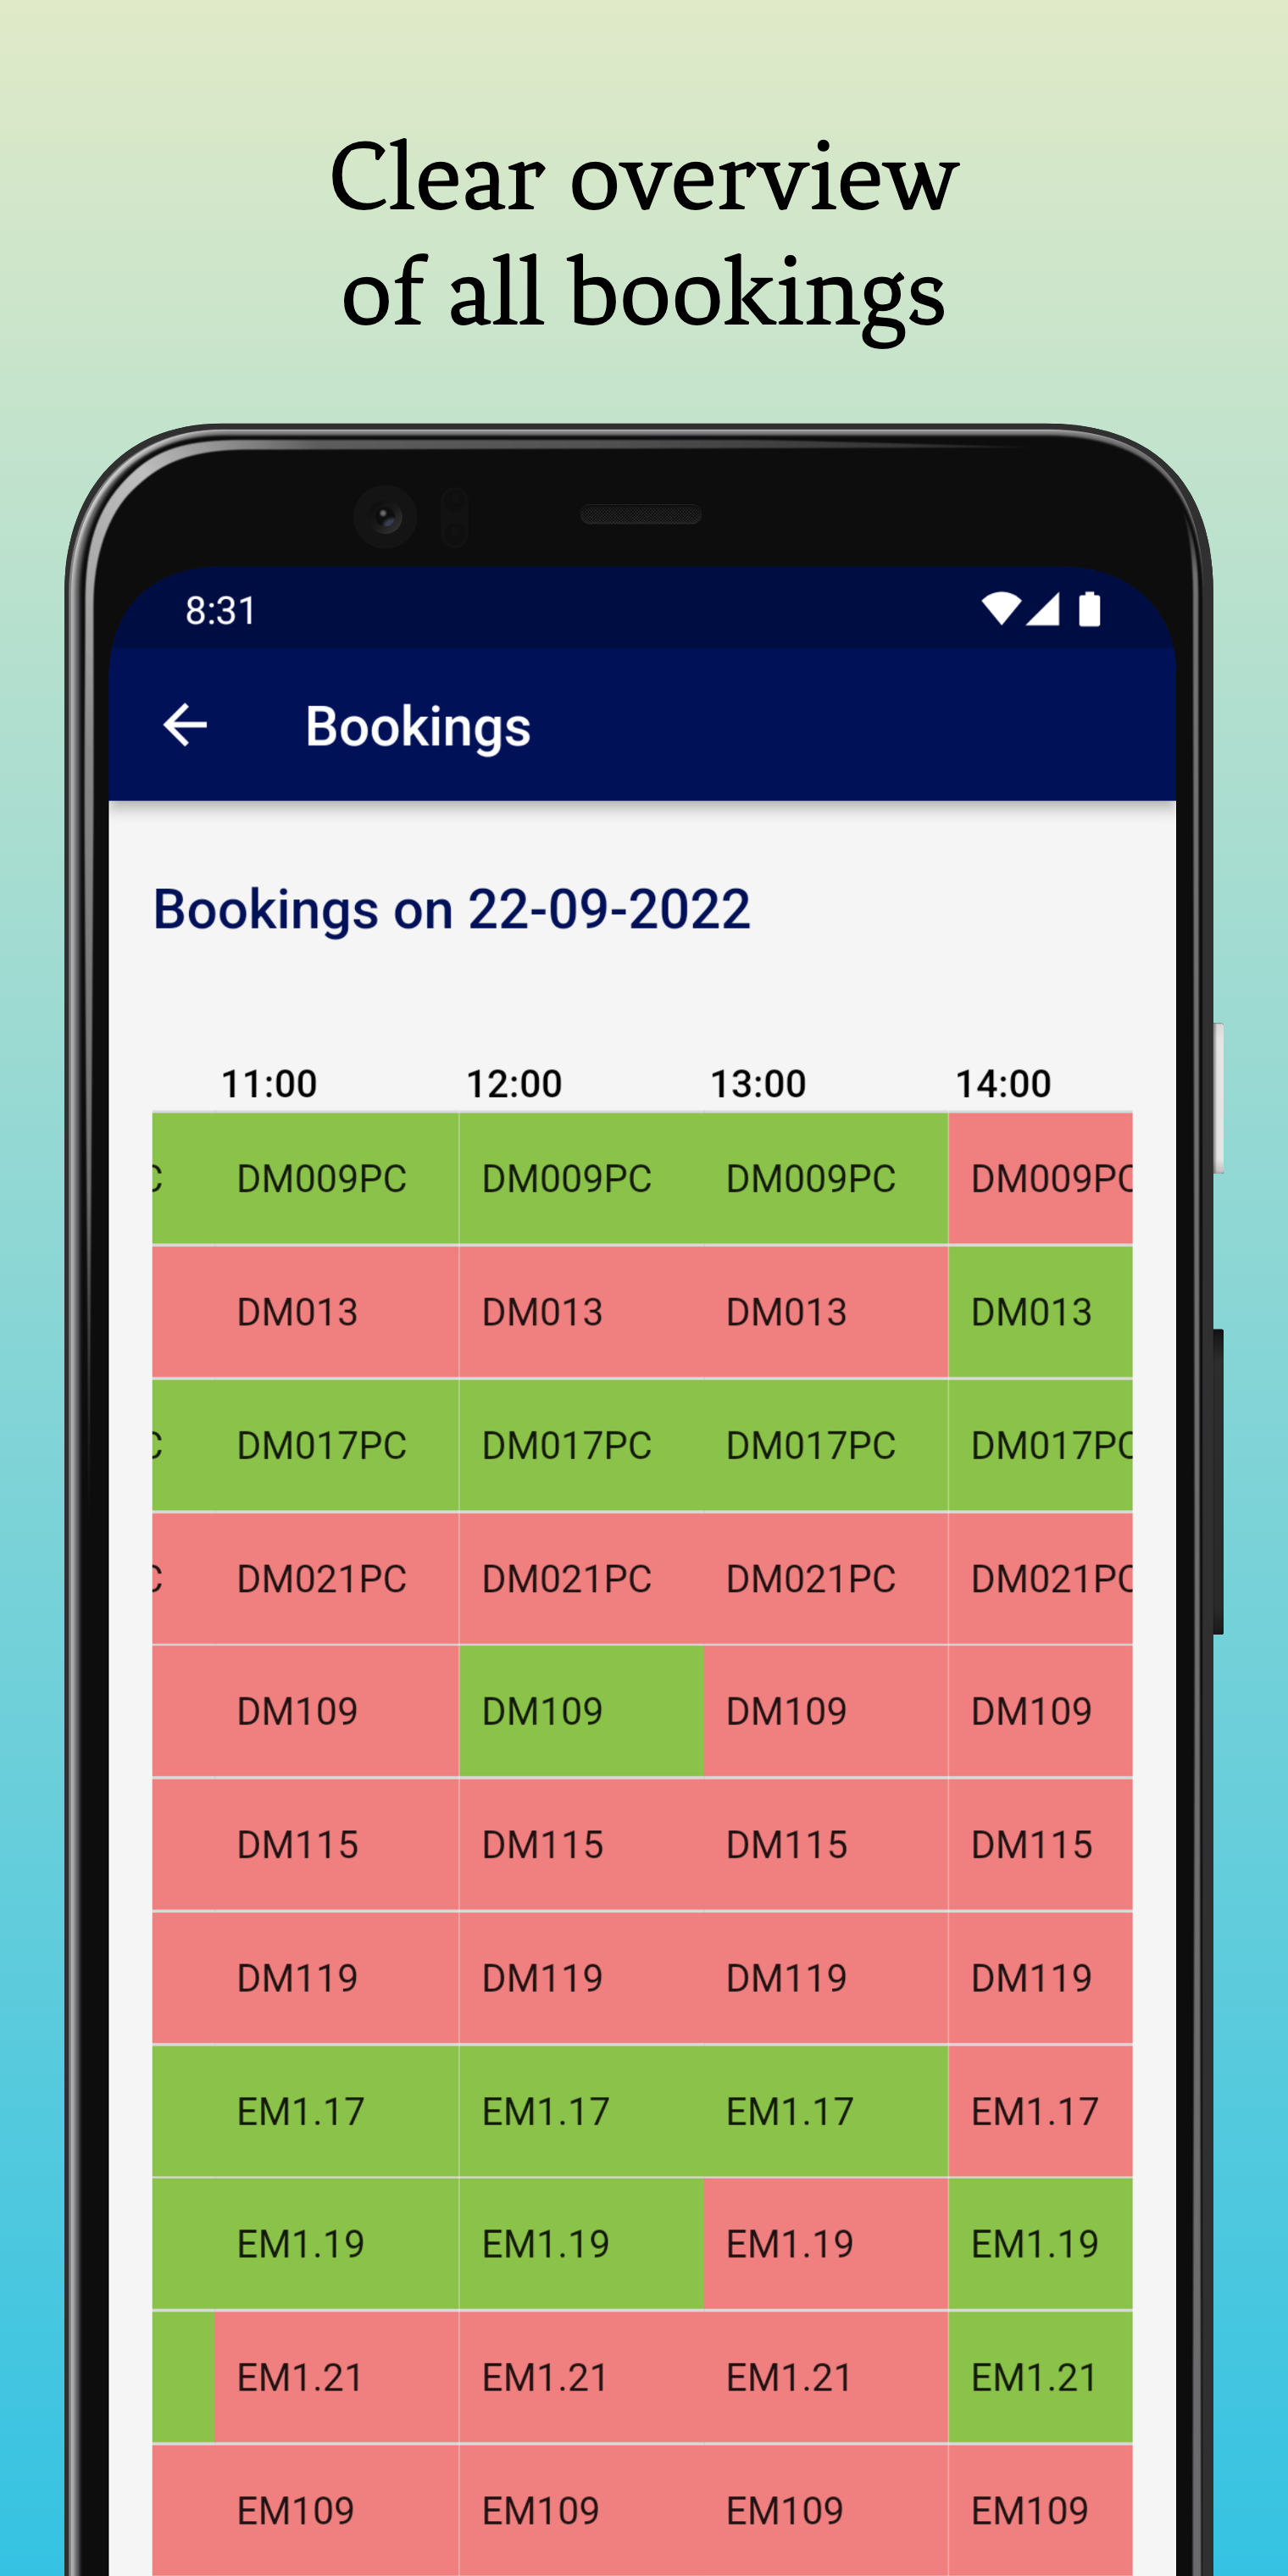 Clear overview
of all bookings
8:31
Bookings
Bookings on 22-09-2022
11:00 12:00 13:00 14:00
C DM009PC DM009PC DM009PC DM009PC
DM013 DM013 DM013 DM013
C DM017PC DM017PC DM017PC DM017PC
C DM021PC DM021PC DM021PC DM021PC
DM109 DM109 DM109 DM109
DM115 DM115 DM115 DM115
DM119 DM119 DM119 DM119
EM1.17 EM1.17 EM1.17 EM1.17
EM1.19 EM1.19 EM1.19 EM1.19
EM1.21 EM1.21 EM1.21 EM1.21
EM109 EM109 EM109 EM109